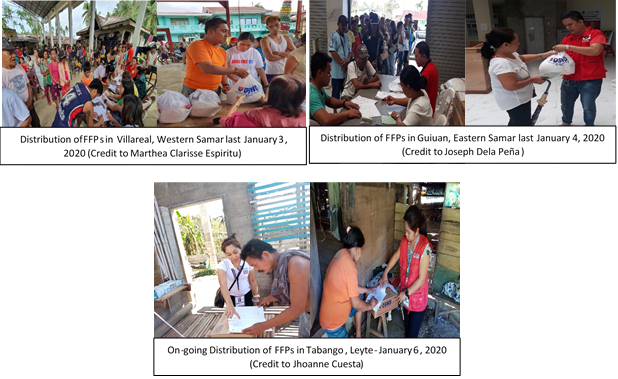 Distribution of FFPs in Villareal, Western Samar last January 3,
2020 (Credit to Marthea Clarisse Espiritu)
Distribution of FFPs in Guiuan, Eastern Samar last January 4, 2020
(Credit to Joseph Dela Peña )
On-going Distribution of FFPs in Tabango , Leyte - January 6, 2020
(Credit to Jhoanne Cuesta)